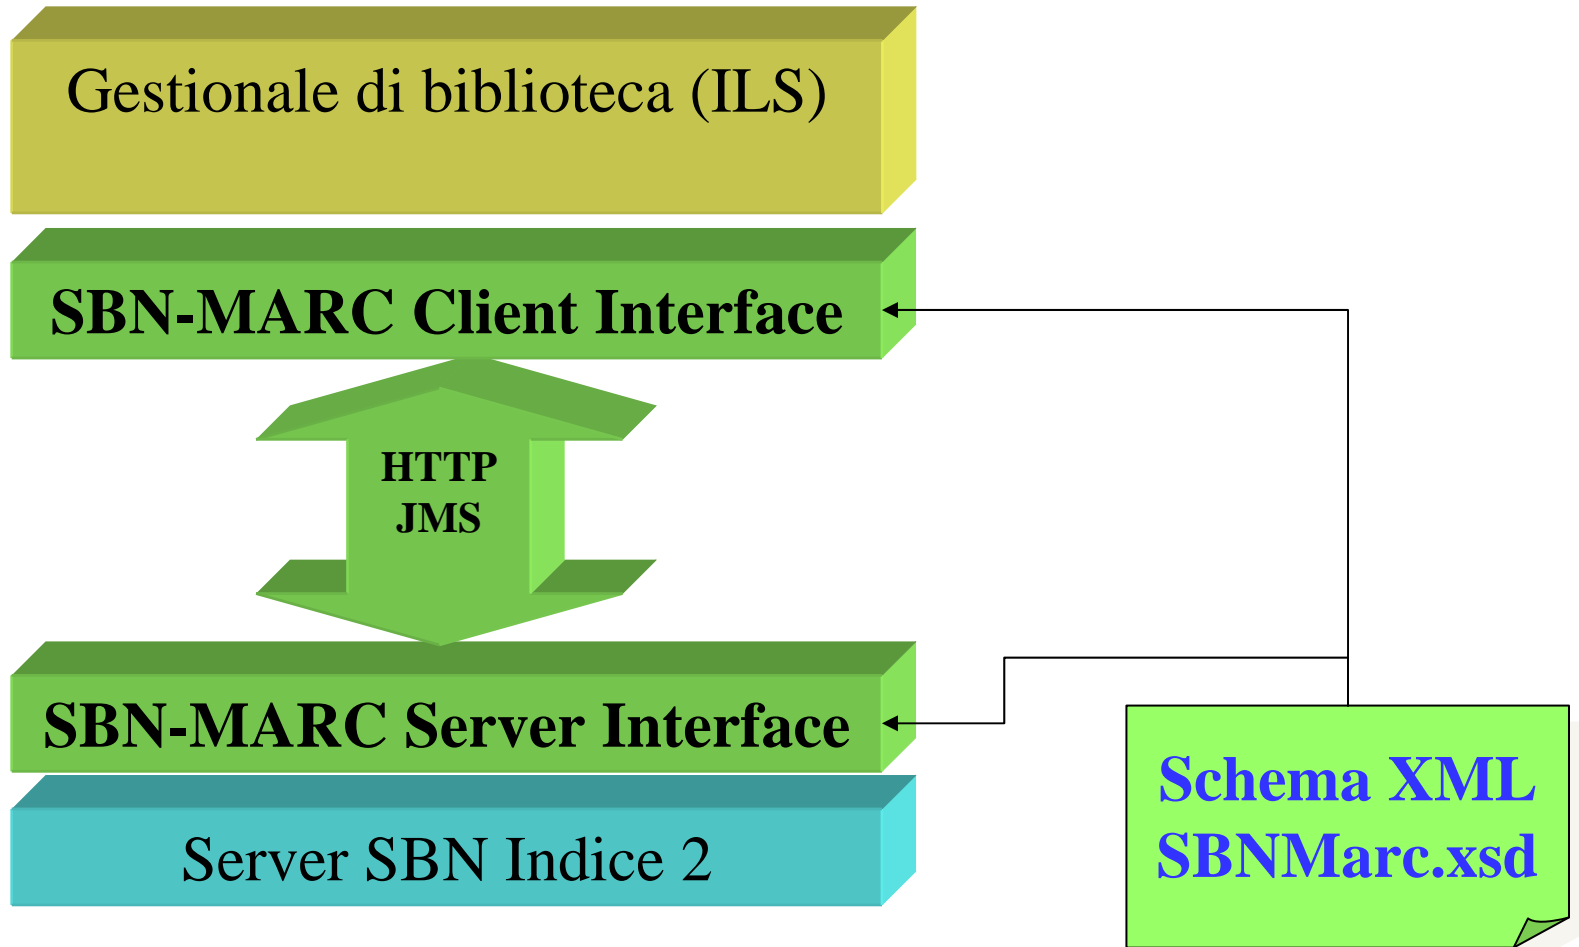 Gestionale di biblioteca (ILS)
SBN-MARC Client Interface
HTTP
JMS
SBN-MARC Server Interface
Server SBN Indice 2
Schema XML
SBNMarc.xsd